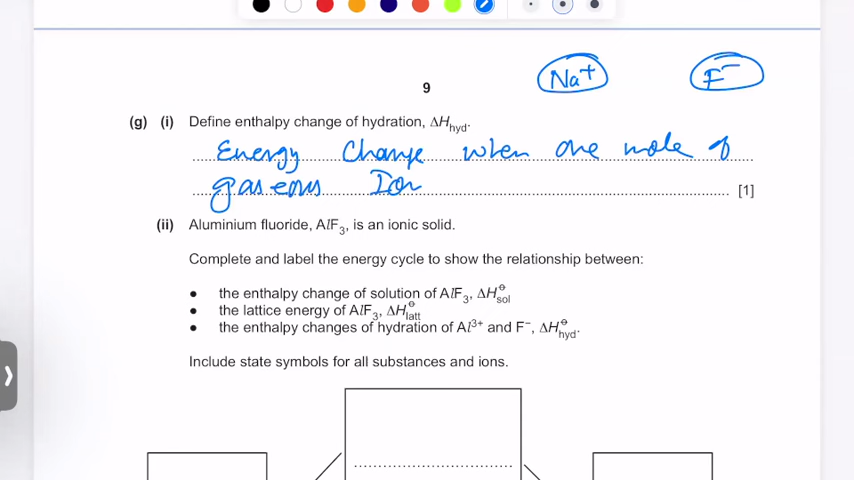 Na+ F−
9
(g) (i) Define enthalpy change of hydration, ΔHhyd.
Energy Change when one mole of
gaseous Ion [1]
(ii) Aluminium fluoride, AlF3, is an ionic solid.
Complete and label the energy cycle to show the relationship between:
• the enthalpy change of solution of AlF3, ΔH⦵sol
• the lattice energy of AlF3, ΔH⦵latt
• the enthalpy changes of hydration of Al3+ and F−, ΔH⦵hyd.
Include state symbols for all substances and ions.